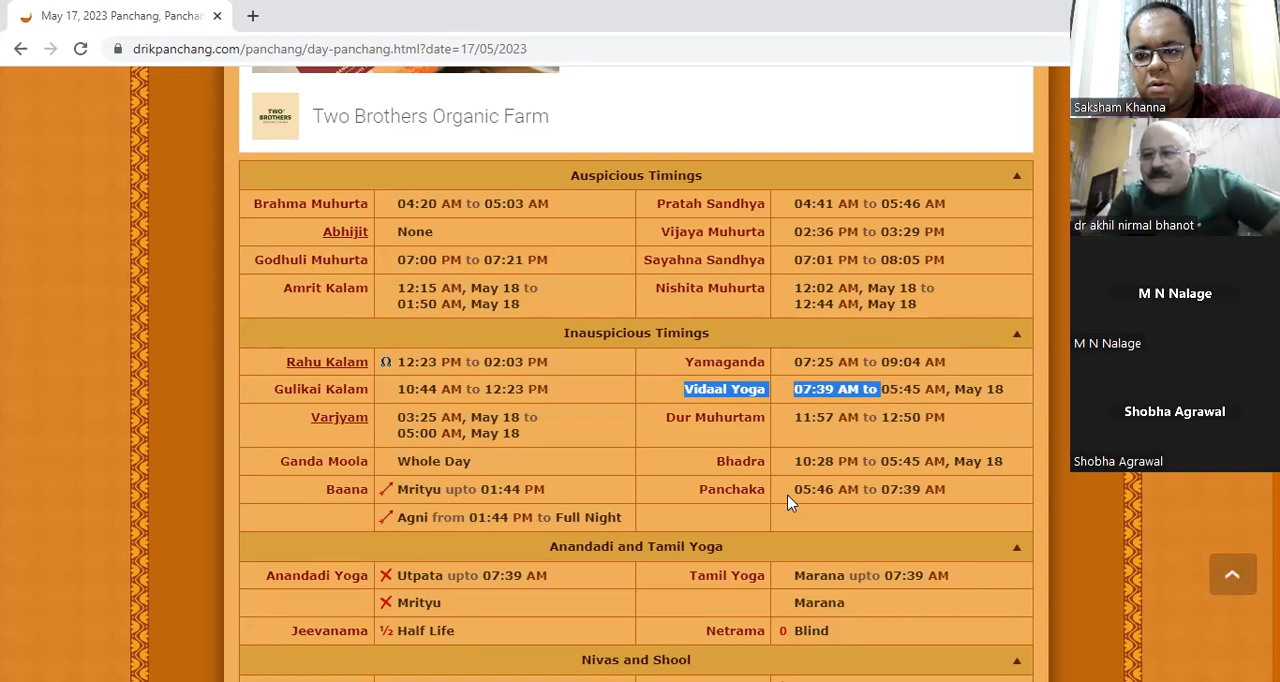 May 17, 2023 Panchang, Panchan
drikpanchang.com/panchang/day-panchang.html?date=17/05/2023
TWO BROTHERS
Two Brothers Organic Farm
Auspicious Timings
Brahma Muhurta 04:20 AM to 05:03 AM Pratah Sandhya 04:41 AM to 05:46 AM
Abhijit None Vijaya Muhurta 02:36 PM to 03:29 PM
Godhuli Muhurta 07:00 PM to 07:21 PM Sayahna Sandhya 07:01 PM to 08:05 PM
Amrit Kalam 12:15 AM, May 18 to Nishita Muhurta 12:02 AM, May 18 to
01:50 AM, May 18 12:44 AM, May 18
Inauspicious Timings
Rahu Kalam 12:23 PM to 02:03 PM Yamaganda 07:25 AM to 09:04 AM
Gulikai Kalam 10:44 AM to 12:23 PM Vidaal Yoga 07:39 AM to 05:45 AM, May 18
Varjyam 03:25 AM, May 18 to Dur Muhurtam 11:57 AM to 12:50 PM
05:00 AM, May 18
Ganda Moola Whole Day Bhadra 10:28 PM to 05:45 AM, May 18
Baana Mrityu upto 01:44 PM Panchaka 05:46 AM to 07:39 AM
Agni from 01:44 PM to Full Night
Anandadi and Tamil Yoga
Anandadi Yoga Utpata upto 07:39 AM Tamil Yoga Marana upto 07:39 AM
Mrityu Marana
Jeevanama ½ Half Life Netrama 0 Blind
Nivas and Shool
Saksham Khanna
dr akhil nirmal bhanot
M N Nalage
M N Nalage
Shobha Agrawal
Shobha Agrawal